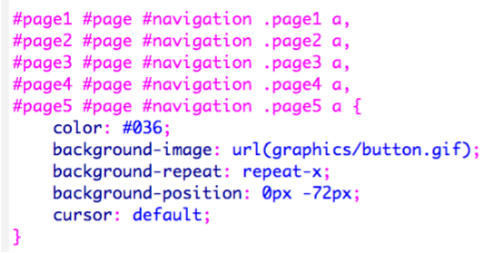 #page1 #page #navigation .page1 a,
#page2 #page #navigation .page2 a,
#page3 #page #navigation .page3 a,
#page4 #page #navigation .page4 a,
#page5 #page #navigation .page5 a {
    color: #036;
    background-image: url(graphics/button.gif);
    background-repeat: repeat-x;
    background-position: 0px -72px;
    cursor: default;
}